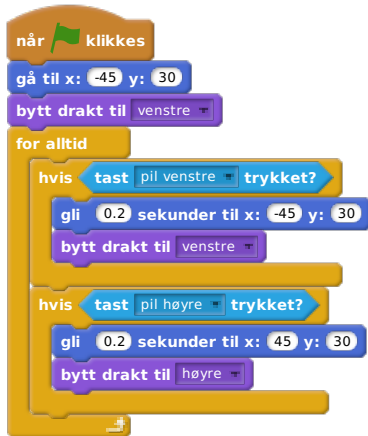 når klikkes
gå til x: -45 y: 30
bytt drakt til venstre
for alltid
hvis tast pil venstre trykket?
gli 0.2 sekunder til x: -45 y: 30
bytt drakt til venstre
hvis tast pil høyre trykket?
gli 0.2 sekunder til x: 45 y: 30
bytt drakt til høyre